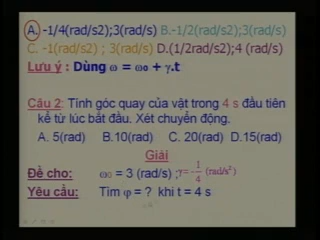 A. -1/4(rad/s2);3(rad/s) B.-1/2(rad/s2);3(rad/s)
C. -1(rad/s2) ; 3(rad/s) D.(1/2rad/s2);4 (rad/s)
Lưu ý : Dùng ω = ω₀ + γ.t
Câu 2: Tính góc quay của vật trong 4 s đầu tiên
kể từ lúc bắt đầu. Xét chuyển động.
A. 5(rad) B.10(rad) C. 20(rad) D.15(rad)
Giải
Đề cho: ω₀ = 3 (rad/s) ;γ=-1/4 (rad/s²)
Yêu cầu: Tìm φ = ? khi t = 4 s